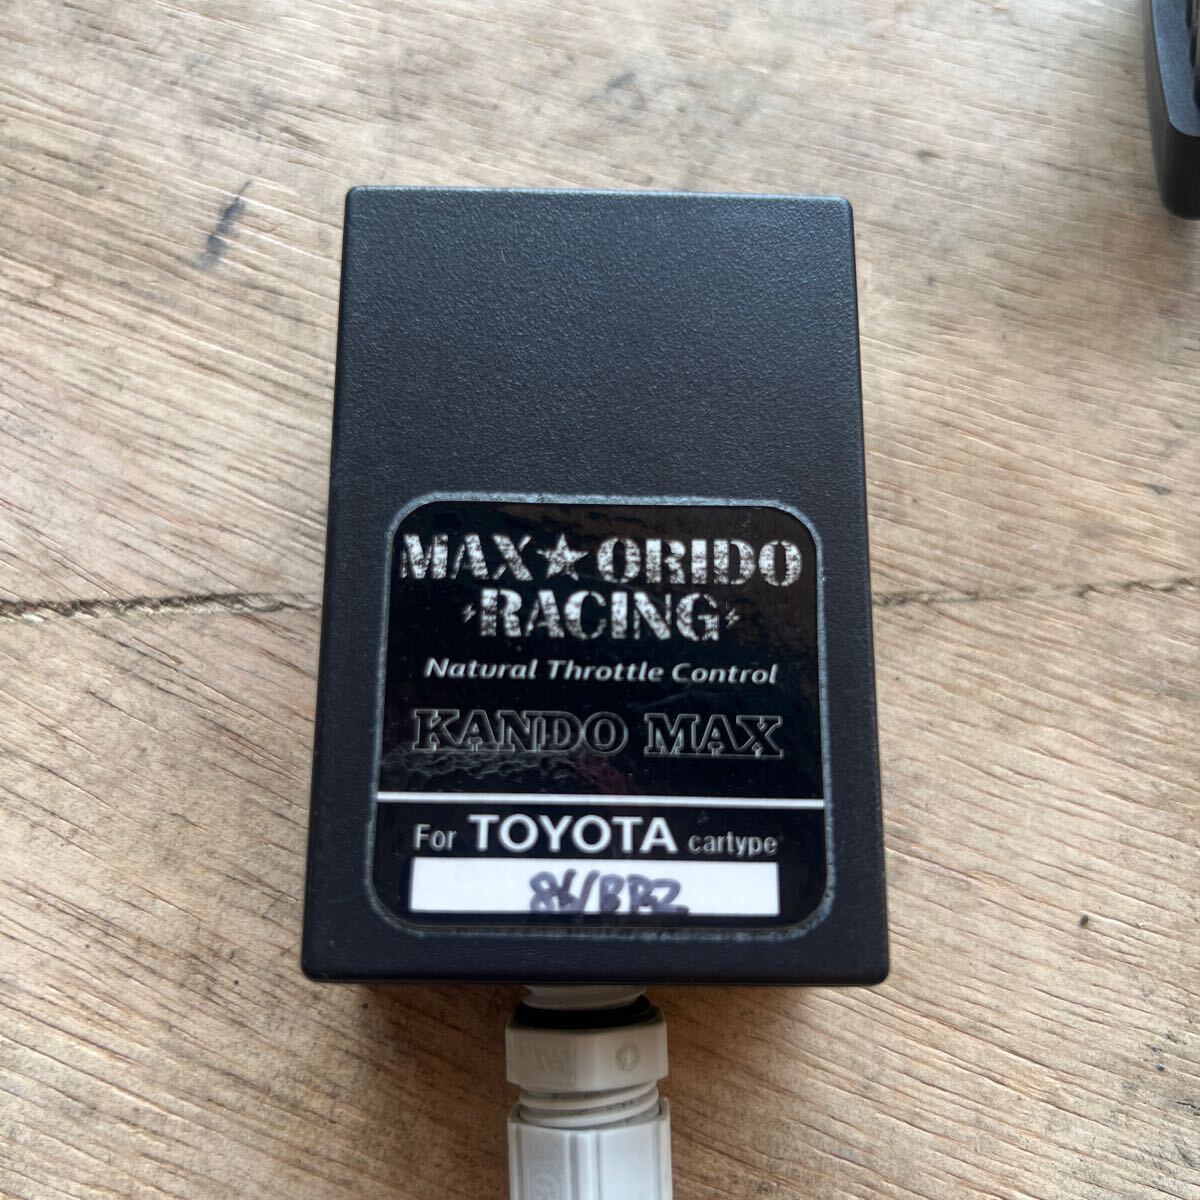 MAX★ORIDO
RACING
Natural Throttle Control
KANDO MAX
For TOYOTA cartype
86/BRZ